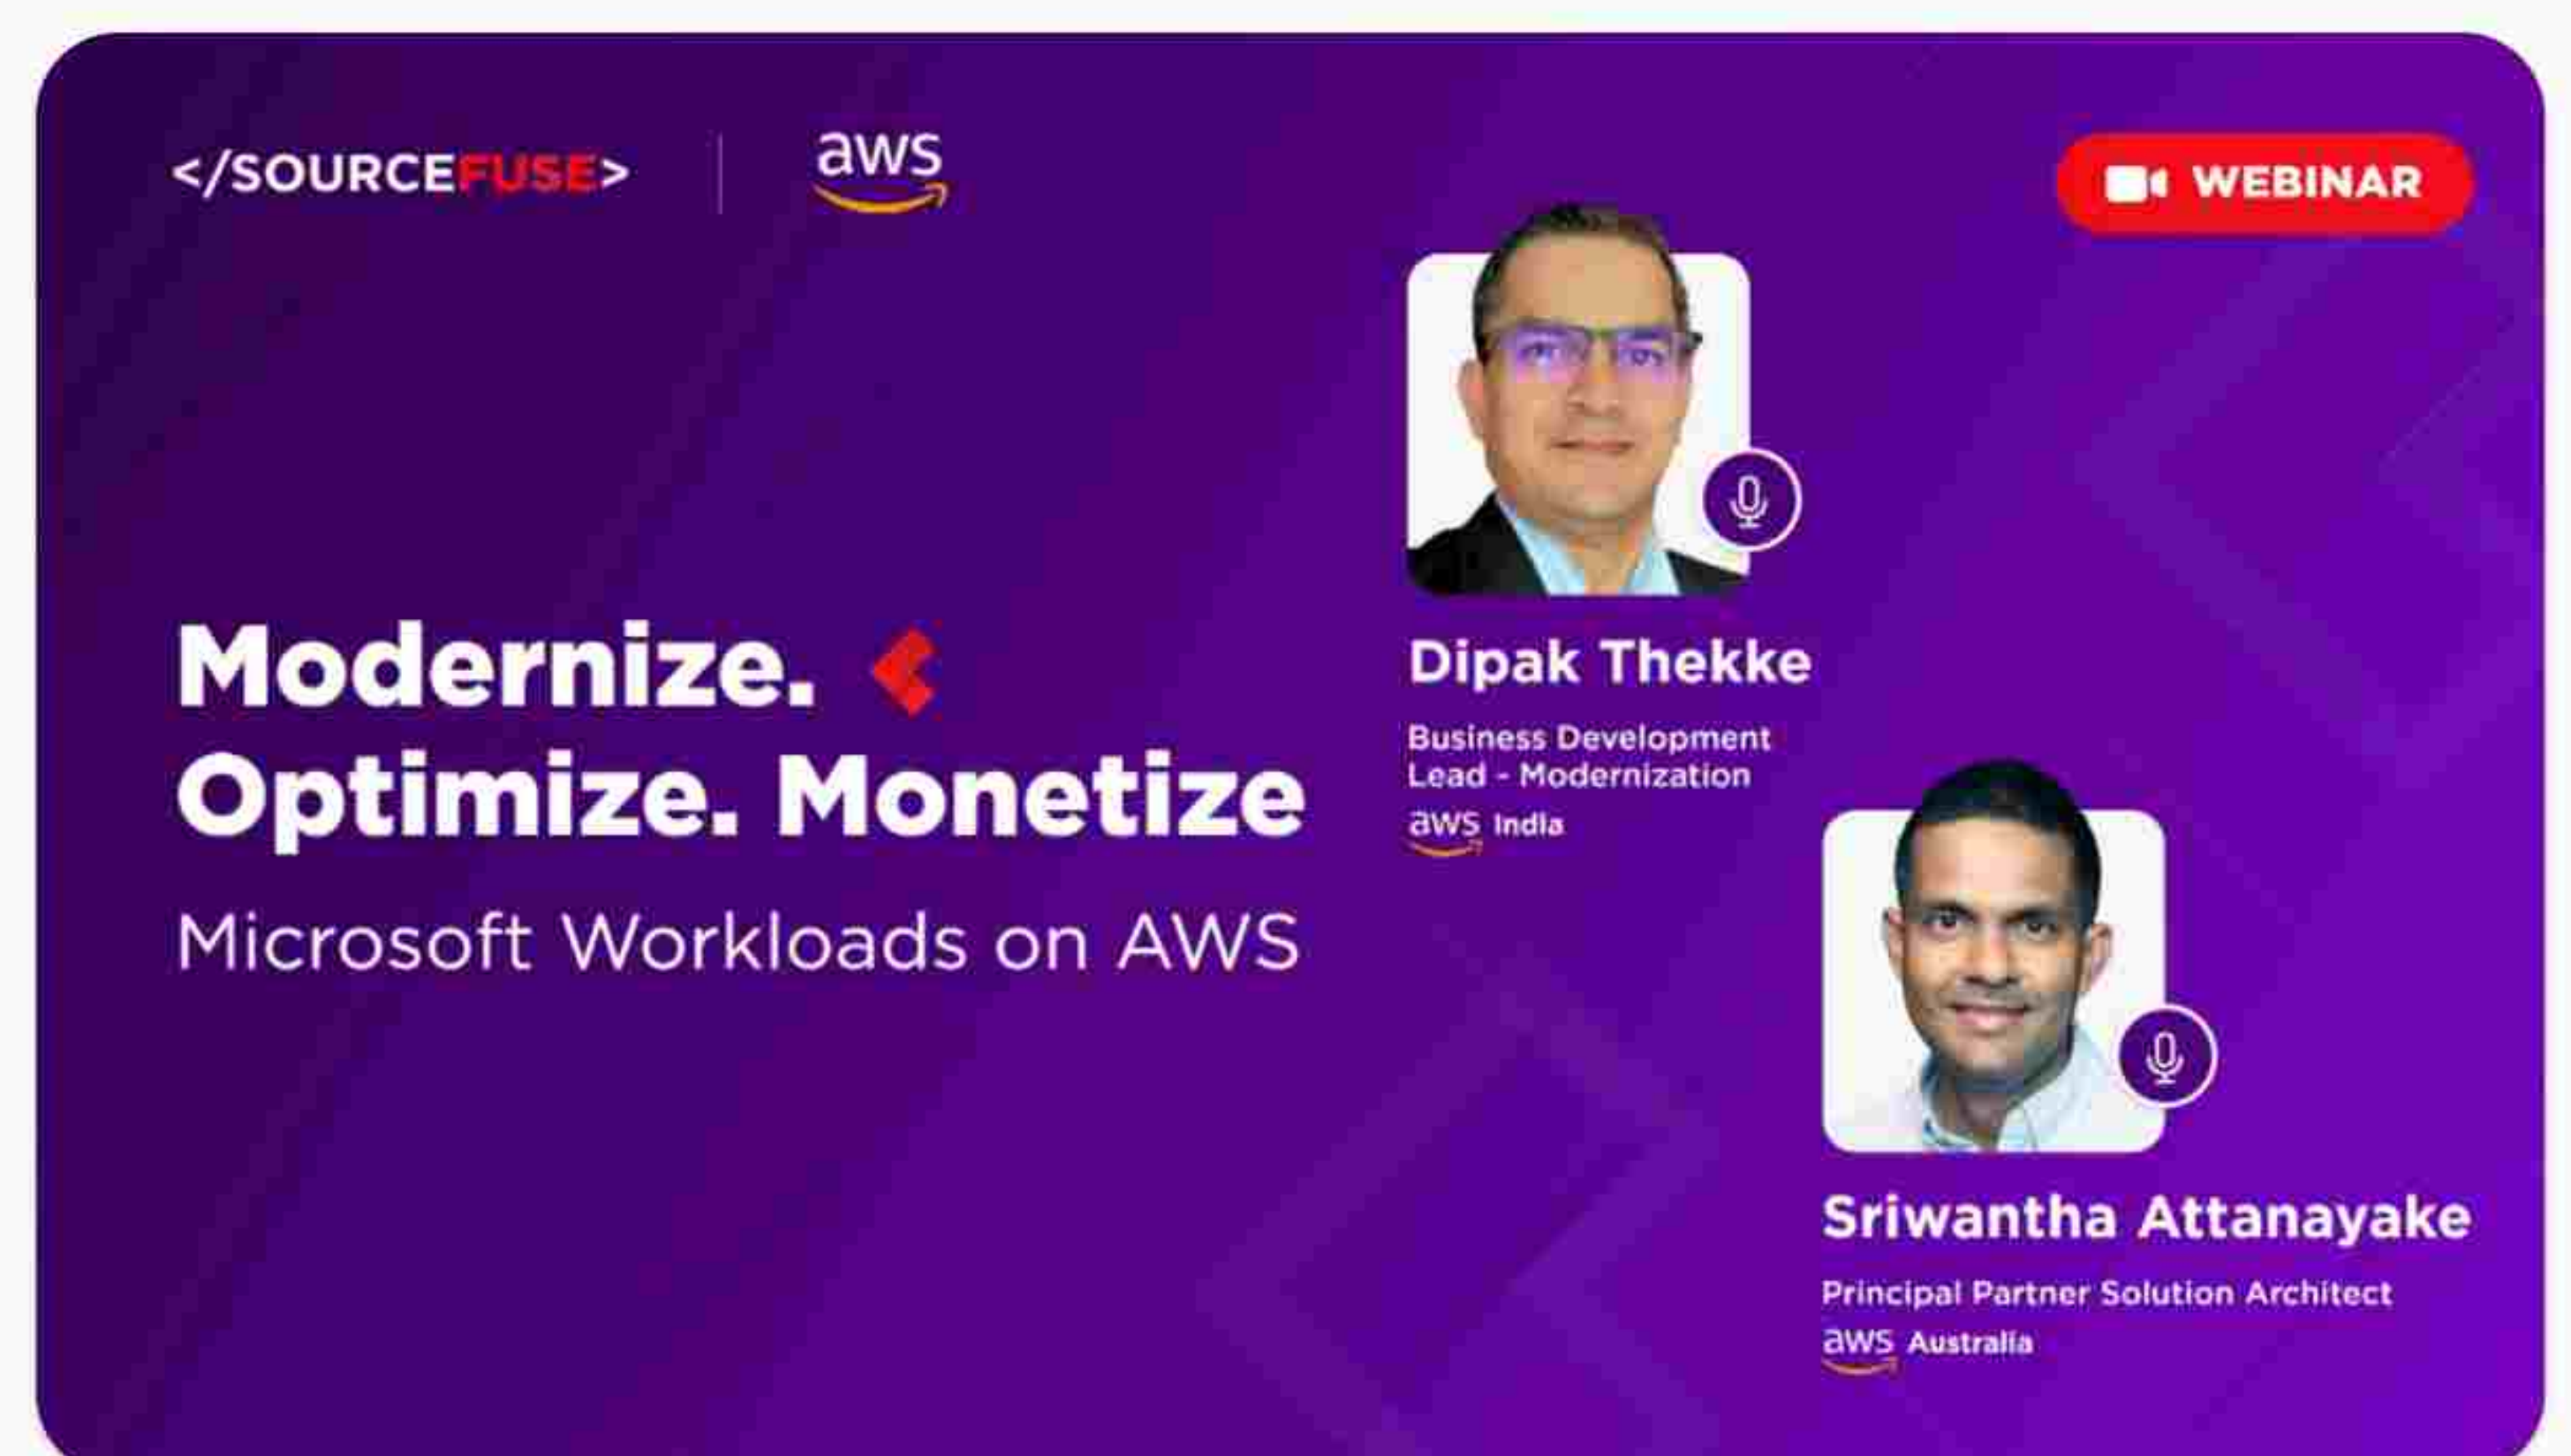 </SOURCEFUSE>
aws
WEBINAR
Modernize.
Optimize. Monetize
Microsoft Workloads on AWS
Dipak Thekke
Business Development
Lead - Modernization
aws India
Sriwantha Attanayake
Principal Partner Solution Architect
aws Australia